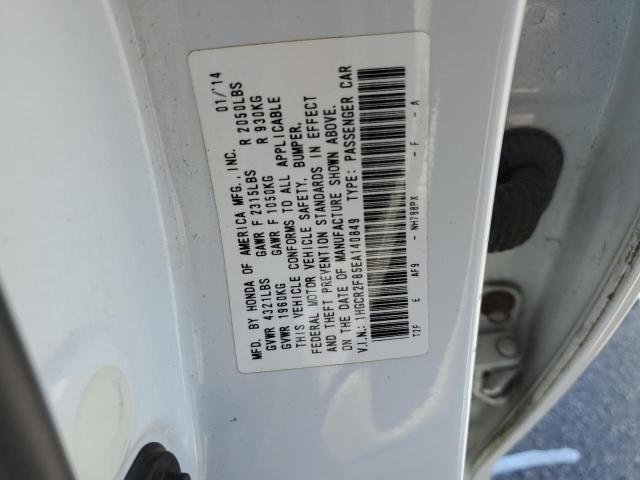 MFD. BY HONDA OF AMERICA MFG., INC. 01/'14
GVWR 4321LBS GAWR F 2315LBS R 2050LBS
GVWR 1960KG GAWR F 1050KG R 930KG
THIS VEHICLE CONFORMS TO ALL APPLICABLE
FEDERAL MOTOR VEHICLE SAFETY, BUMPER,
AND THEFT PREVENTION STANDARDS IN EFFECT
ON THE DATE OF MANUFACTURE SHOWN ABOVE.
V.I.N.: 1HGCR2F85EA140849 TYPE: PASSENGER CAR
T2F E AF9 NH788PX F - A